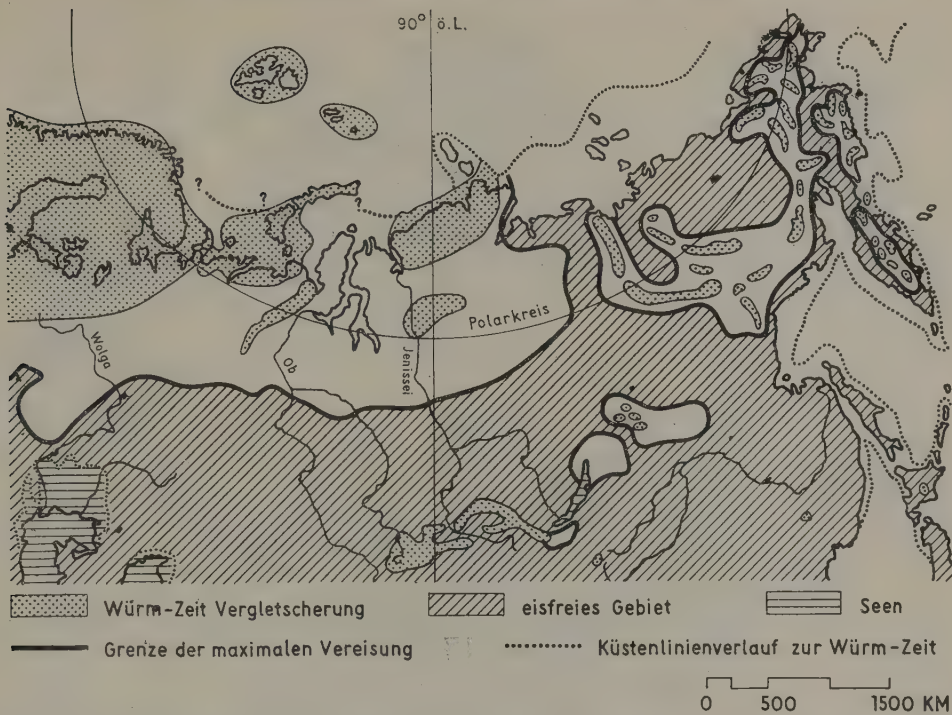 90° ö.L.
?
?
?
Polarkreis
Wolga
Ob
Jenissei
Würm-Zeit Vergletscherung
eisfreies Gebiet
Seen
Grenze der maximalen Vereisung
Küstenlinienverlauf zur Würm-Zeit
0 500 1500 KM